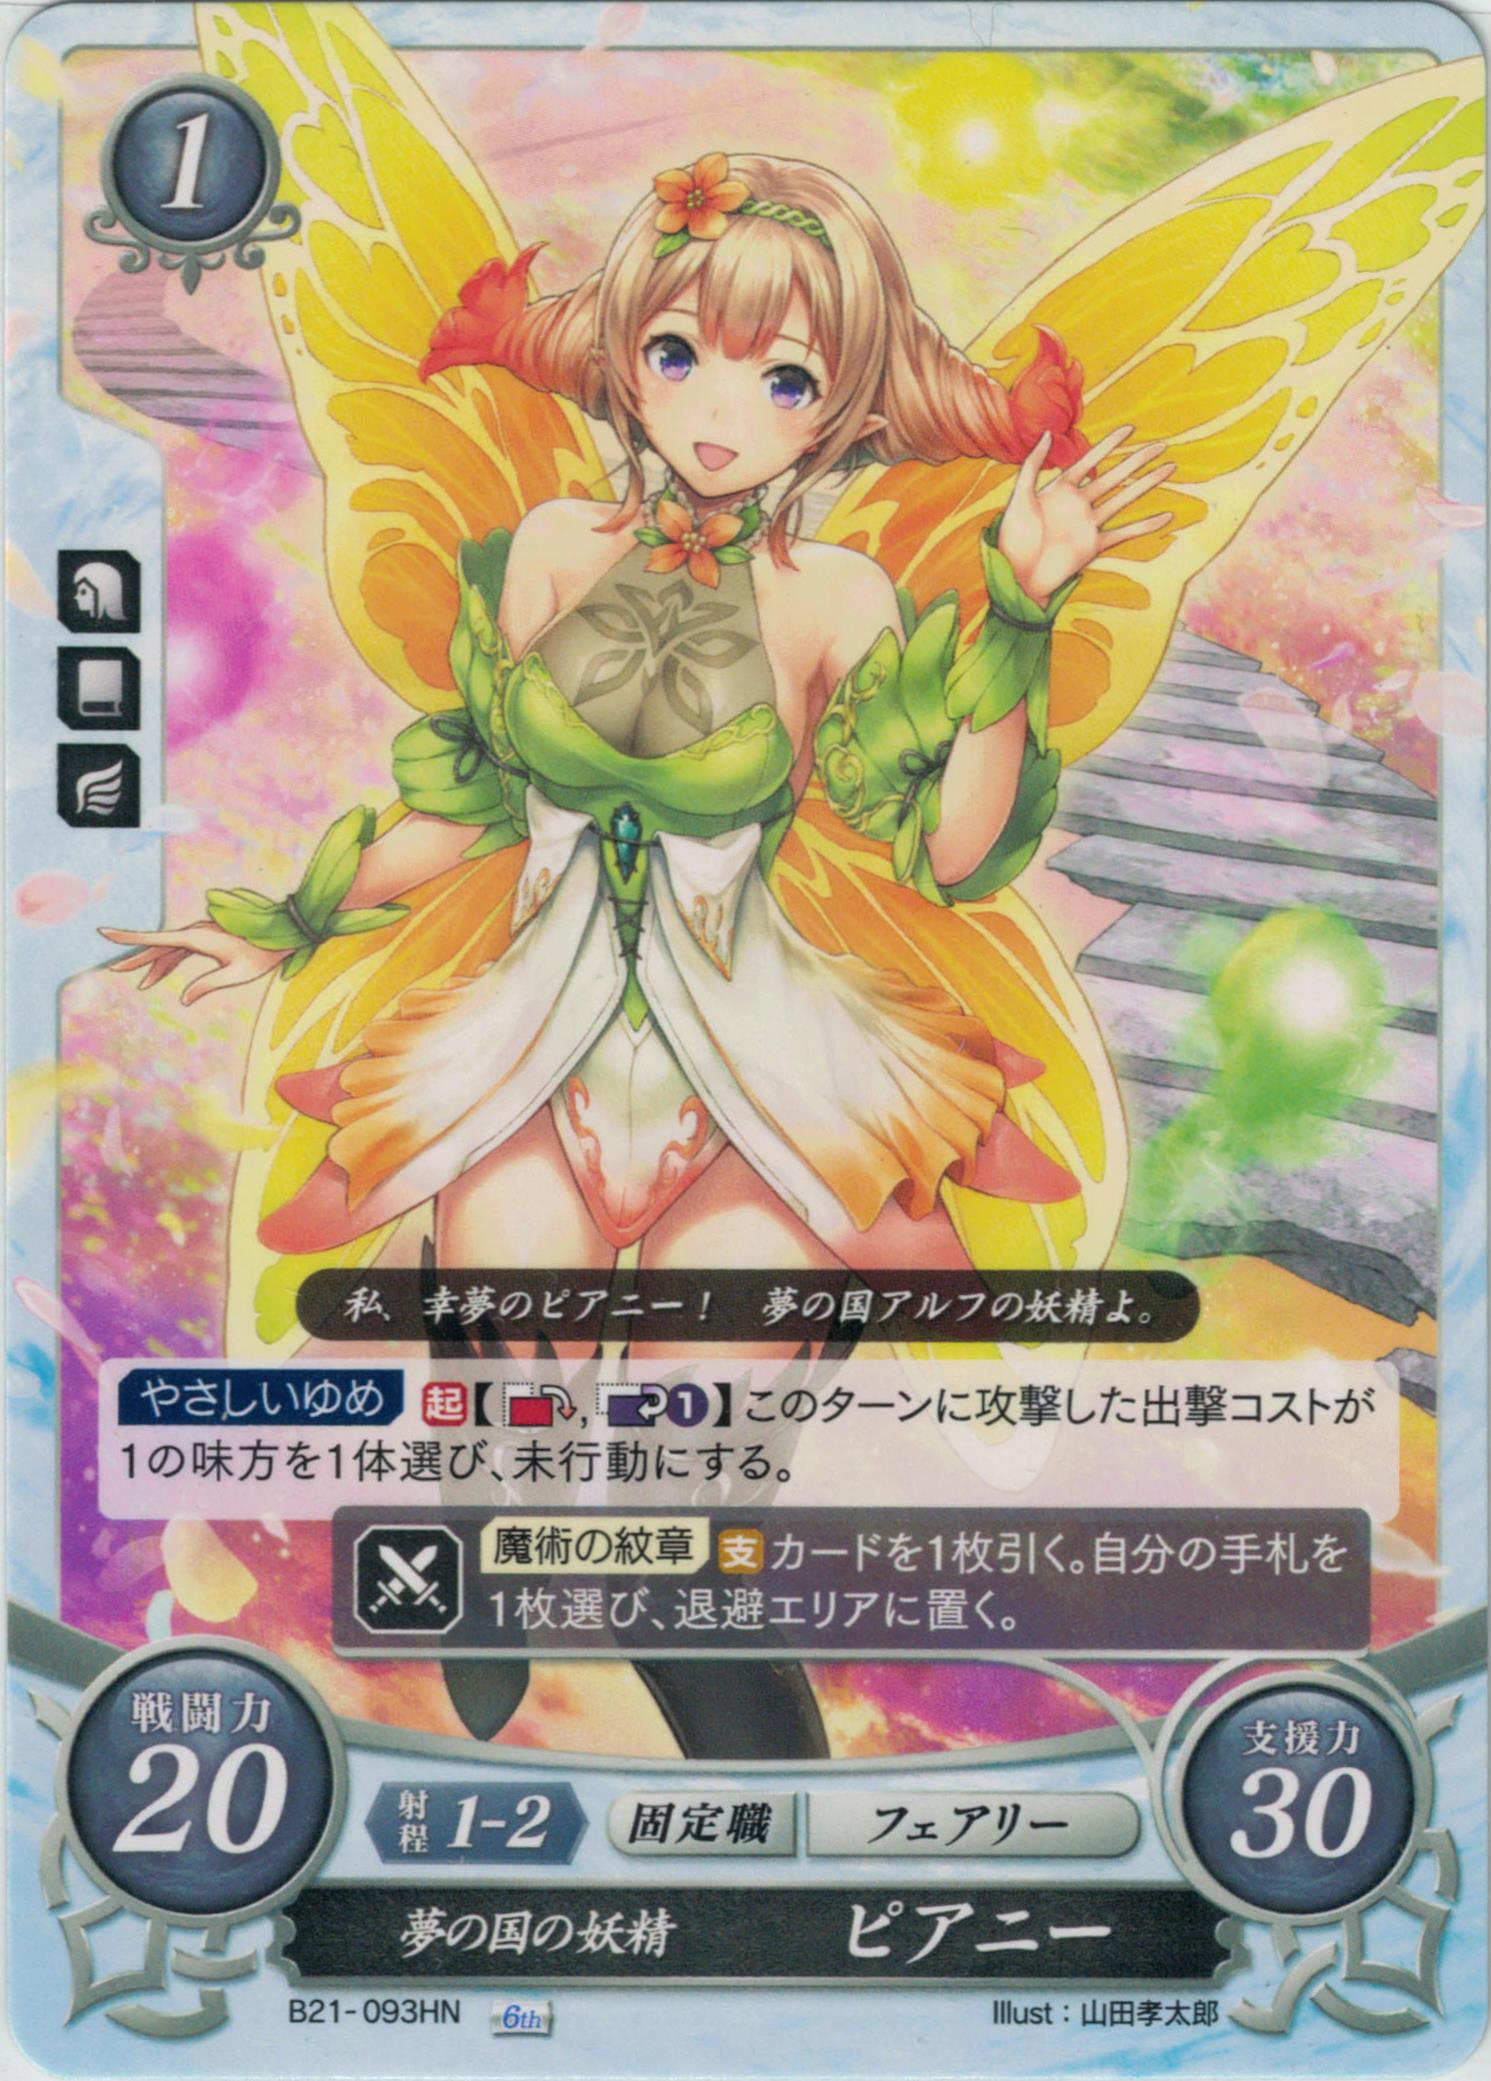 1
私、幸夢のピアニー！　夢の国アルフの妖精よ。
やさしいゆめ 起【 , 1】このターンに攻撃した出撃コストが
1の味方を1体選び、未行動にする。
魔術の紋章 支 カードを1枚引く。自分の手札を
1枚選び、退避エリアに置く。
戦闘力
20
射程 1-2
固定職 フェアリー
支援力
30
夢の国の妖精 ピアニー
B21-093HN 6th
Illust：山田孝太郎